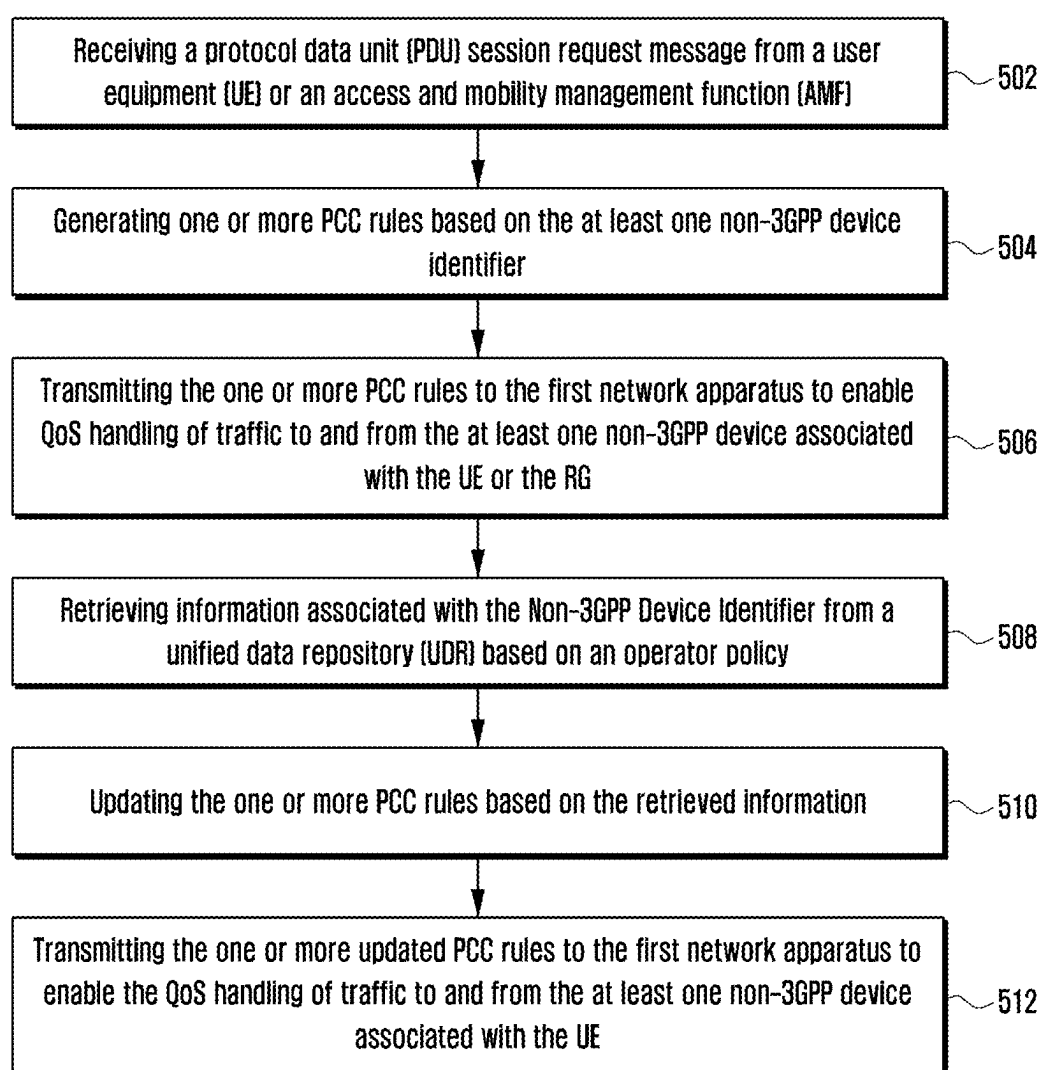 Receiving a protocol data unit (PDU) session request message from a user
equipment (UE) or an access and mobility management function (AMF)
502
Generating one or more PCC rules based on the at least one non-3GPP device
identifier
504
Transmitting the one or more PCC rules to the first network apparatus to enable
QoS handling of traffic to and from the at least one non-3GPP device associated
with the UE or the RG
506
Retrieving information associated with the Non-3GPP Device Identifier from a
unified data repository (UDR) based on an operator policy
508
Updating the one or more PCC rules based on the retrieved information
510
Transmitting the one or more updated PCC rules to the first network apparatus to
enable the QoS handling of traffic to and from the at least one non-3GPP device
associated with the UE
512